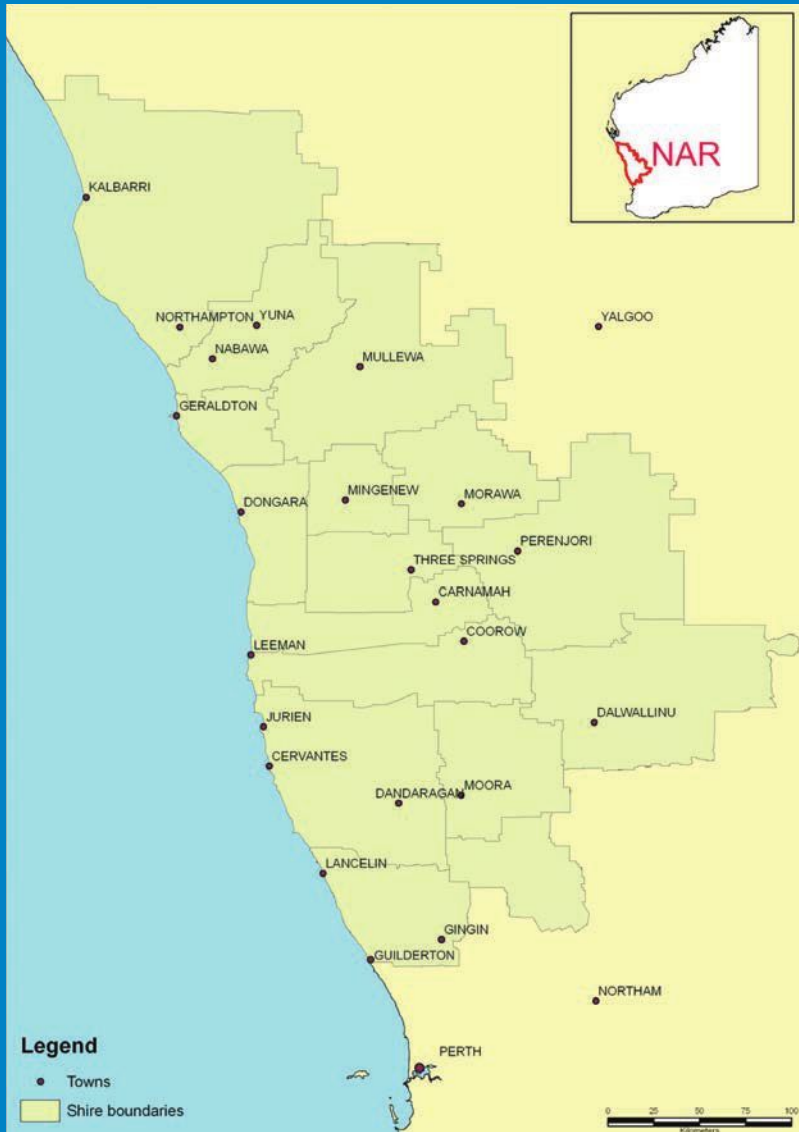 NAR
KALBARRI
NORTHAMPTON
YUNA
YALGOO
NABAWA
MULLEWA
GERALDTON
MINGENEW
MORAWA
DONGARA
PERENJORI
THREE SPRINGS
CARNAMAH
COOROW
LEEMAN
DALWALLINU
JURIEN
CERVANTES
MOORA
DANDARAGAN
LANCELIN
GINGIN
GUILDERTON
NORTHAM
Legend
PERTH
Towns
Shire boundaries
0 25 50 75 100
Kilometers